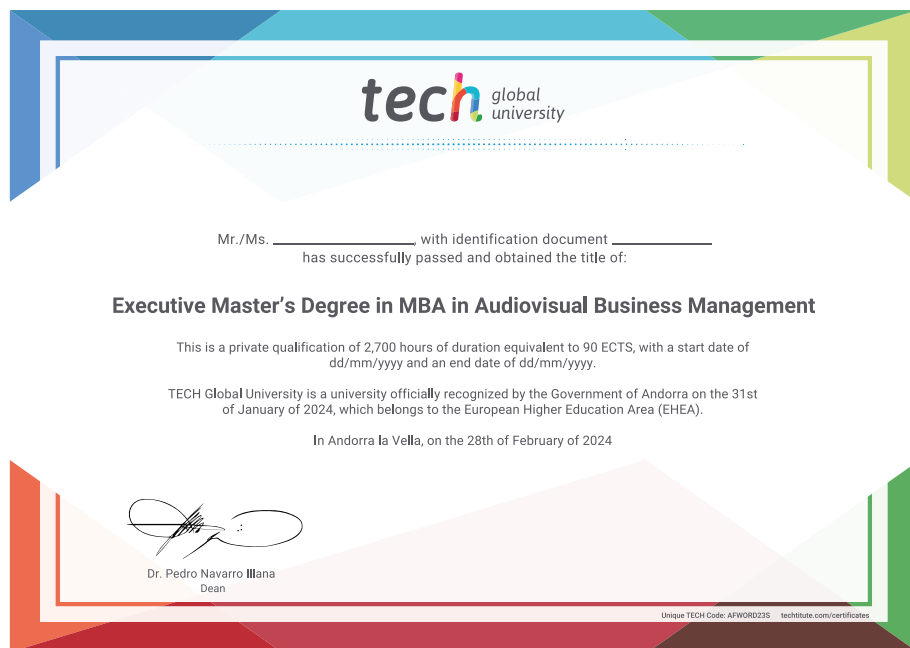 tech global university
Mr./Ms. ______________, with identification document __________
has successfully passed and obtained the title of:
Executive Master's Degree in MBA in Audiovisual Business Management
This is a private qualification of 2,700 hours of duration equivalent to 90 ECTS, with a start date of
dd/mm/yyyy and an end date of dd/mm/yyyy.
TECH Global University is a university officially recognized by the Government of Andorra on the 31st
of January of 2024, which belongs to the European Higher Education Area (EHEA).
In Andorra la Vella, on the 28th of February of 2024
Dr. Pedro Navarro Illana
Dean
Unique TECH Code: AFWORD23S techtitute.com/certificates